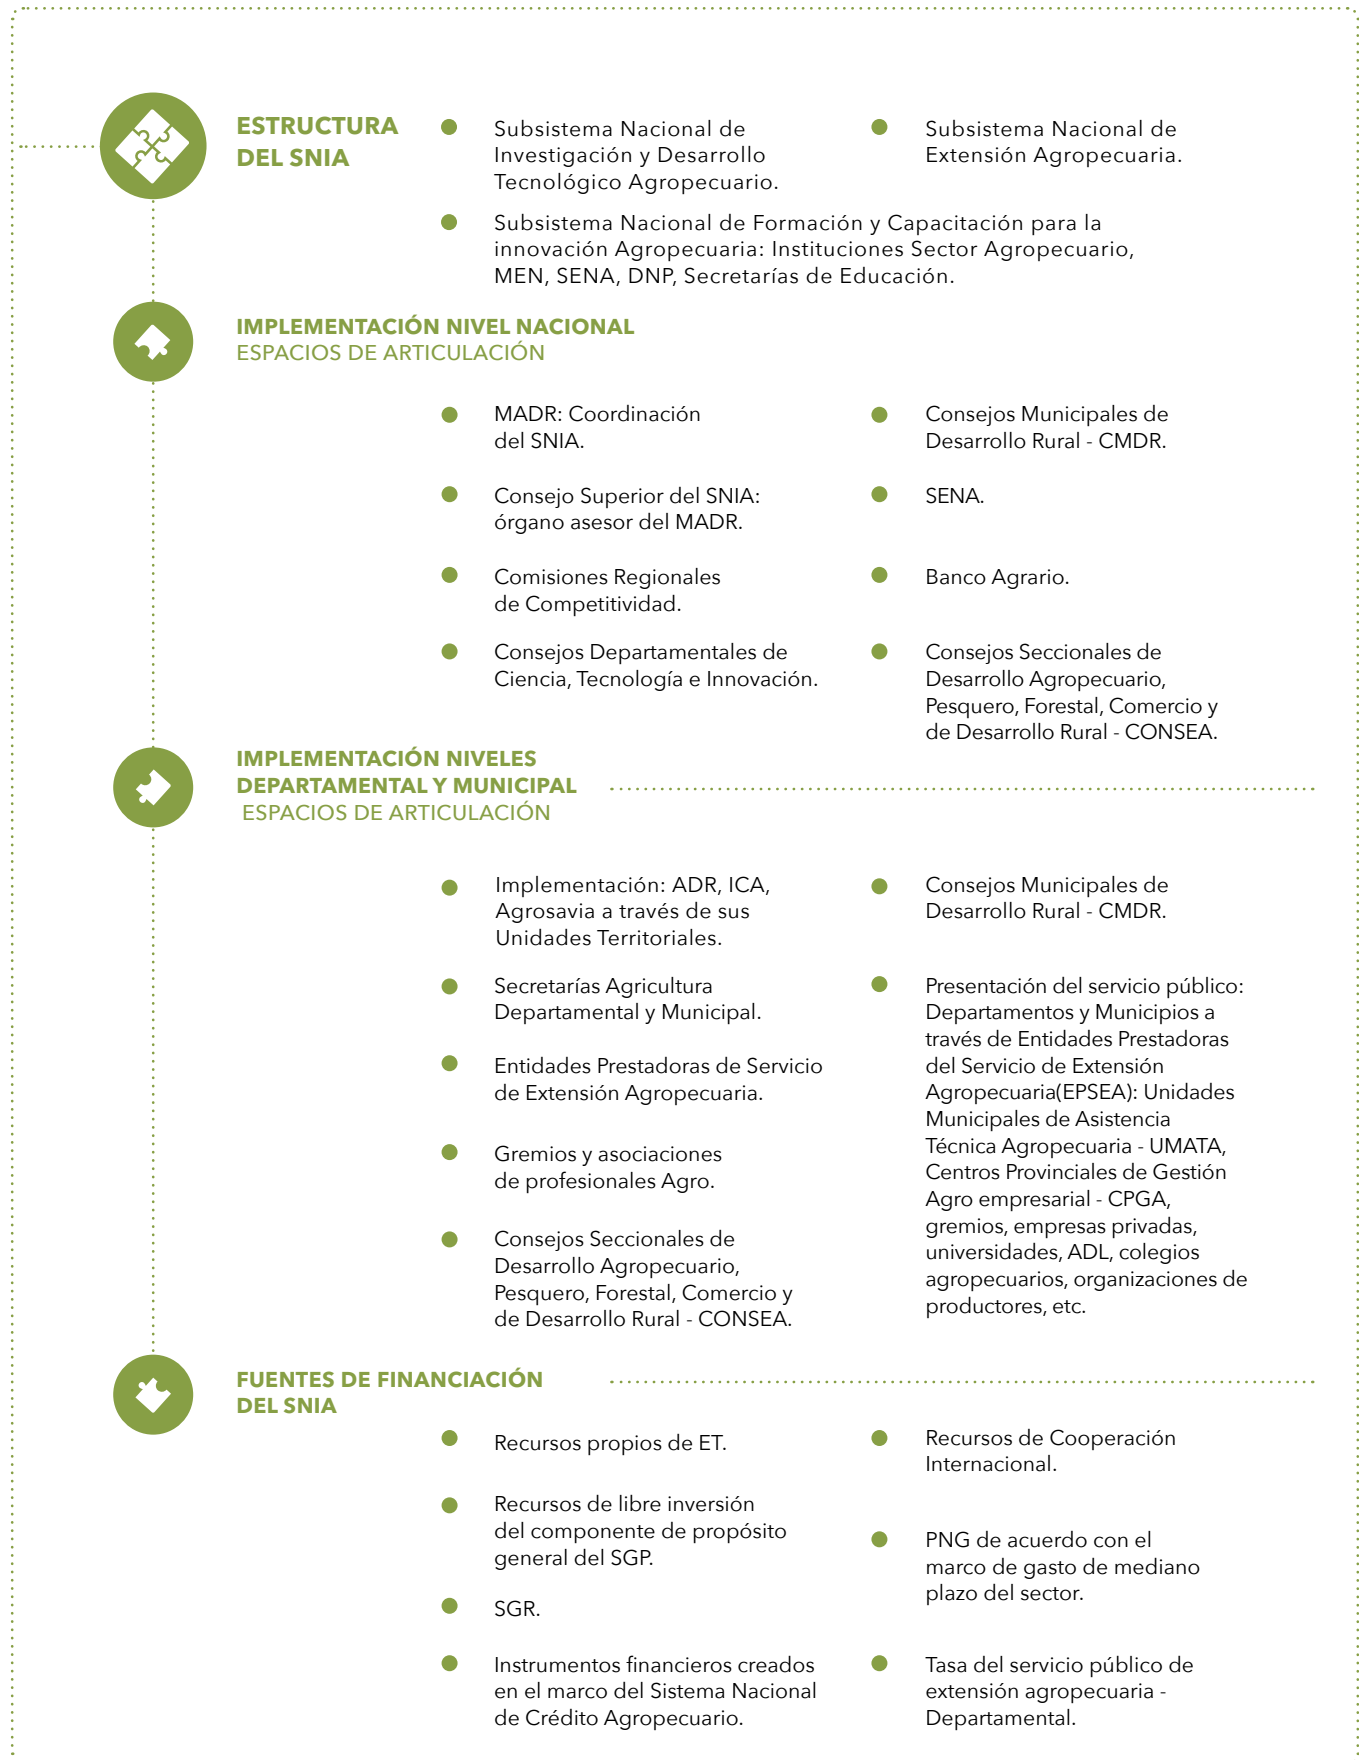 ESTRUCTURA
DEL SNIA
Subsistema Nacional de
Investigación y Desarrollo
Tecnológico Agropecuario.
Subsistema Nacional de
Extensión Agropecuaria.
Subsistema Nacional de Formación y Capacitación para la
innovación Agropecuaria: Instituciones Sector Agropecuario,
MEN, SENA, DNP, Secretarías de Educación.
IMPLEMENTACIÓN NIVEL NACIONAL
ESPACIOS DE ARTICULACIÓN
MADR: Coordinación
del SNIA.
Consejo Superior del SNIA:
órgano asesor del MADR.
Comisiones Regionales
de Competitividad.
Consejos Departamentales de
Ciencia, Tecnología e Innovación.
Consejos Municipales de
Desarrollo Rural - CMDR.
SENA.
Banco Agrario.
Consejos Seccionales de
Desarrollo Agropecuario,
Pesquero, Forestal, Comercio y
de Desarrollo Rural - CONSEA.
IMPLEMENTACIÓN NIVELES
DEPARTAMENTAL Y MUNICIPAL
ESPACIOS DE ARTICULACIÓN
Implementación: ADR, ICA,
Agrosavia a través de sus
Unidades Territoriales.
Secretarías Agricultura
Departamental y Municipal.
Entidades Prestadoras de Servicio
de Extensión Agropecuaria.
Gremios y asociaciones
de profesionales Agro.
Consejos Seccionales de
Desarrollo Agropecuario,
Pesquero, Forestal, Comercio y
de Desarrollo Rural - CONSEA.
Consejos Municipales de
Desarrollo Rural - CMDR.
Presentación del servicio público:
Departamentos y Municipios a
través de Entidades Prestadoras
del Servicio de Extensión
Agropecuaria(EPSEA): Unidades
Municipales de Asistencia
Técnica Agropecuaria - UMATA,
Centros Provinciales de Gestión
Agro empresarial - CPGA,
gremios, empresas privadas,
universidades, ADL, colegios
agropecuarios, organizaciones de
productores, etc.
FUENTES DE FINANCIACIÓN
DEL SNIA
Recursos propios de ET.
Recursos de libre inversión
del componente de propósito
general del SGP.
SGR.
Instrumentos financieros creados
en el marco del Sistema Nacional
de Crédito Agropecuario.
Recursos de Cooperación
Internacional.
PNG de acuerdo con el
marco de gasto de mediano
plazo del sector.
Tasa del servicio público de
extensión agropecuaria -
Departamental.